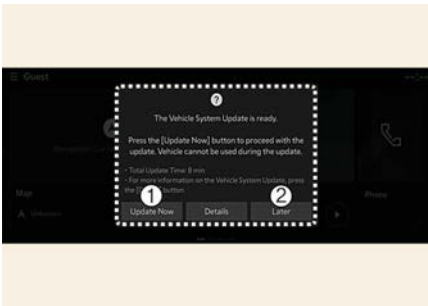 Guest
?
The Vehicle System Update is ready.
Press the [Update Now] button to proceed with the
update. Vehicle cannot be used during the update.
• Total Update Time: 8 min
• For more information on the Vehicle System Update, press
the [ button
1
2
Update Now Details Later
Map
Phone
Unknown